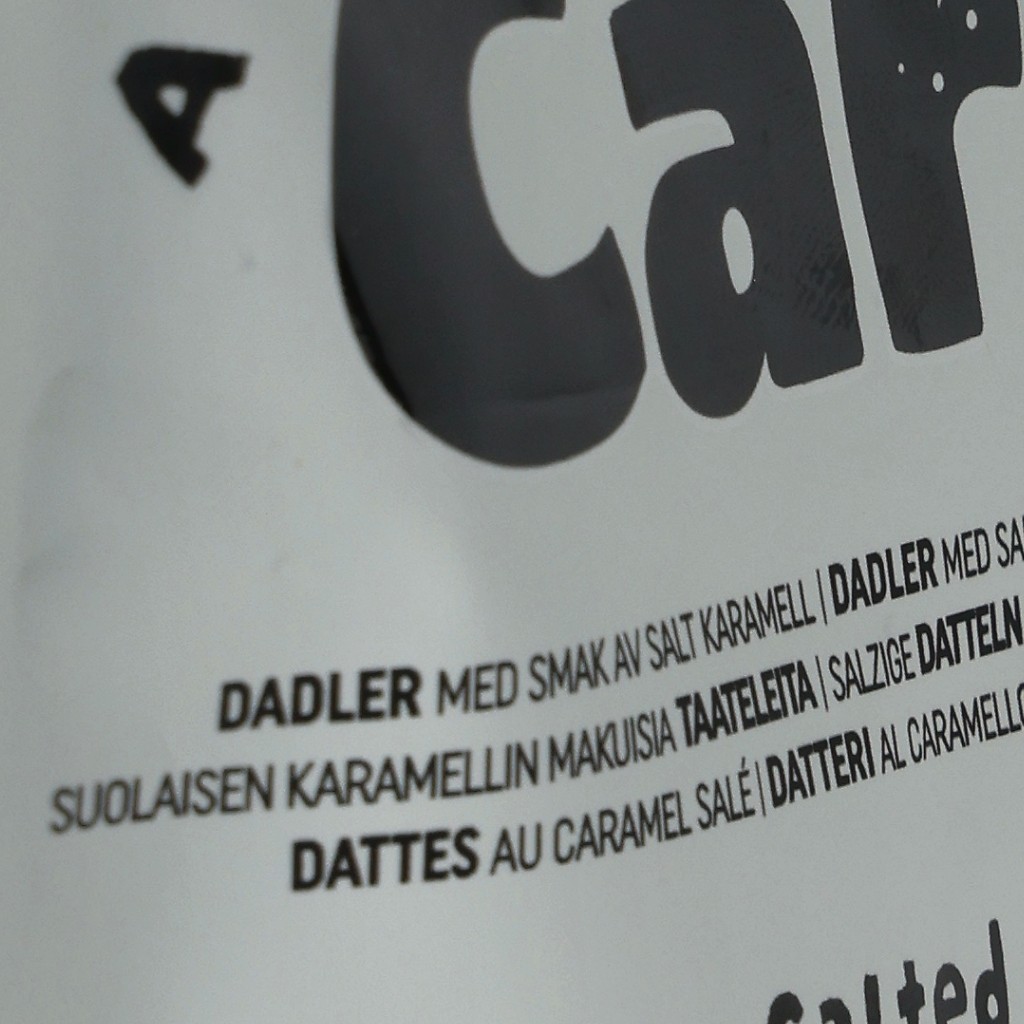 A
Car
DADLER MED SMAK AV SALT KARAMELL | DADLER MED SA
SUOLAISEN KARAMELLIN MAKUISIA TAATELEITA | SALZIGE DATTELN
DATTES AU CARAMEL SALÉ | DATTERI AL CARAMELLO
Salted